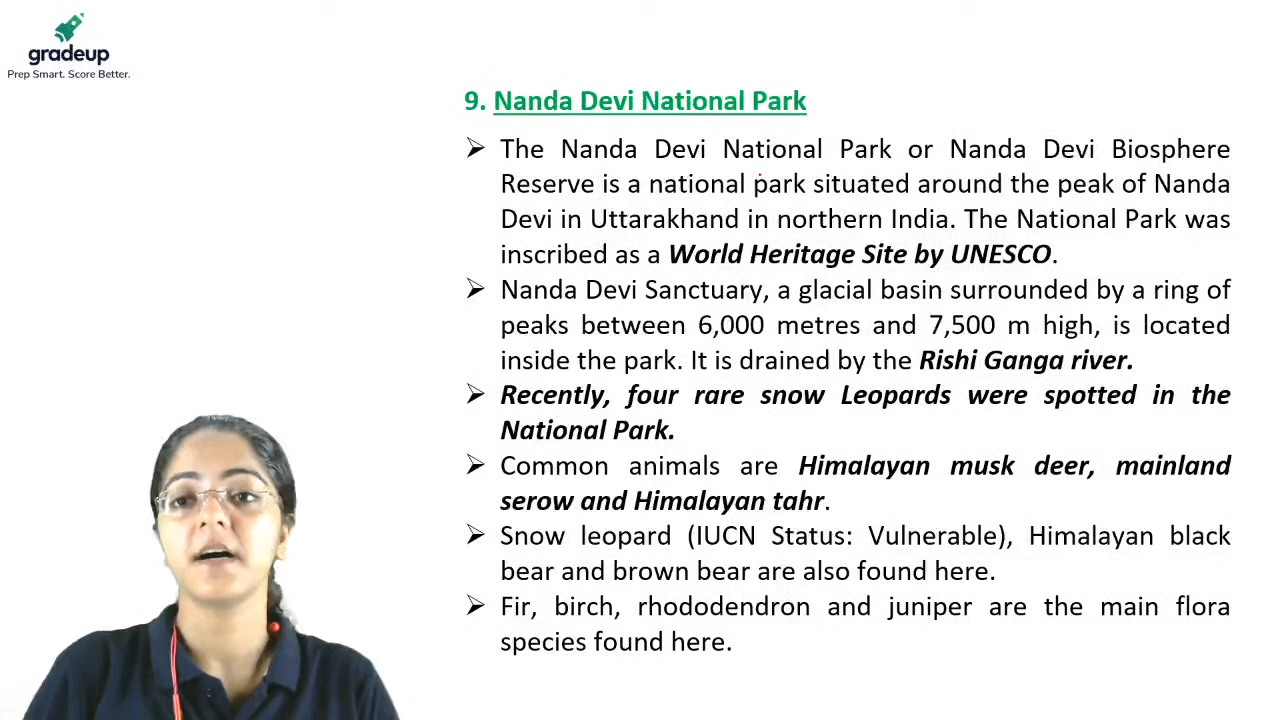 gradeup
Prep Smart. Score Better.
9. Nanda Devi National Park
➢ The Nanda Devi National Park or Nanda Devi Biosphere
Reserve is a national park situated around the peak of Nanda
Devi in Uttarakhand in northern India. The National Park was
inscribed as a World Heritage Site by UNESCO.
➢ Nanda Devi Sanctuary, a glacial basin surrounded by a ring of
peaks between 6,000 metres and 7,500 m high, is located
inside the park. It is drained by the Rishi Ganga river.
➢ Recently, four rare snow Leopards were spotted in the
National Park.
➢ Common animals are Himalayan musk deer, mainland
serow and Himalayan tahr.
➢ Snow leopard (IUCN Status: Vulnerable), Himalayan black
bear and brown bear are also found here.
➢ Fir, birch, rhododendron and juniper are the main flora
species found here.